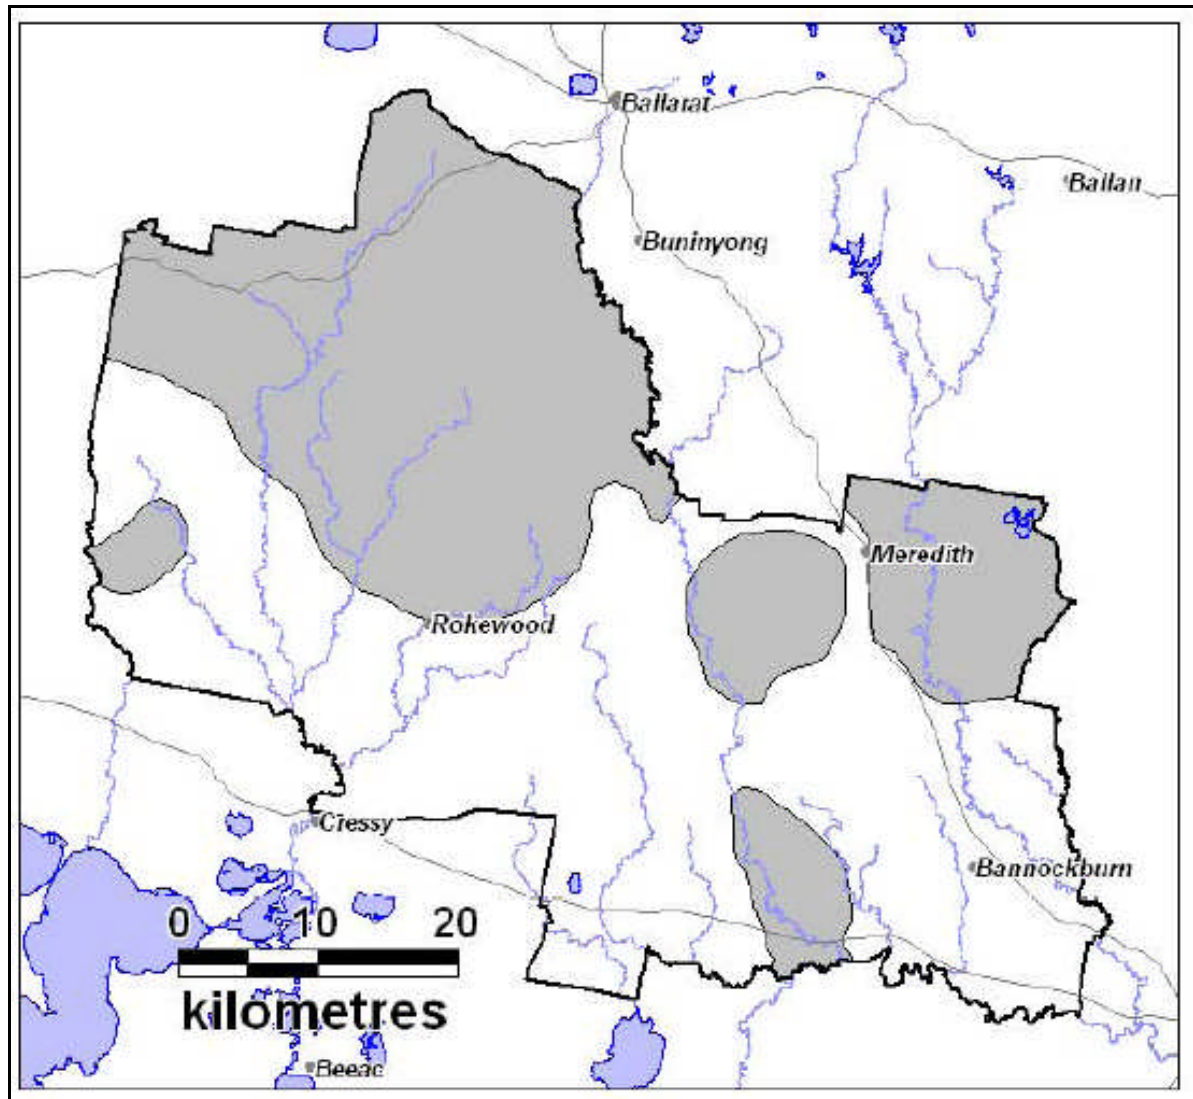 Ballarat
Ballan
Buninyong
Meredith
Rokewood
Cressy
Bannockburn
0 10 20
kilometres
Beeac